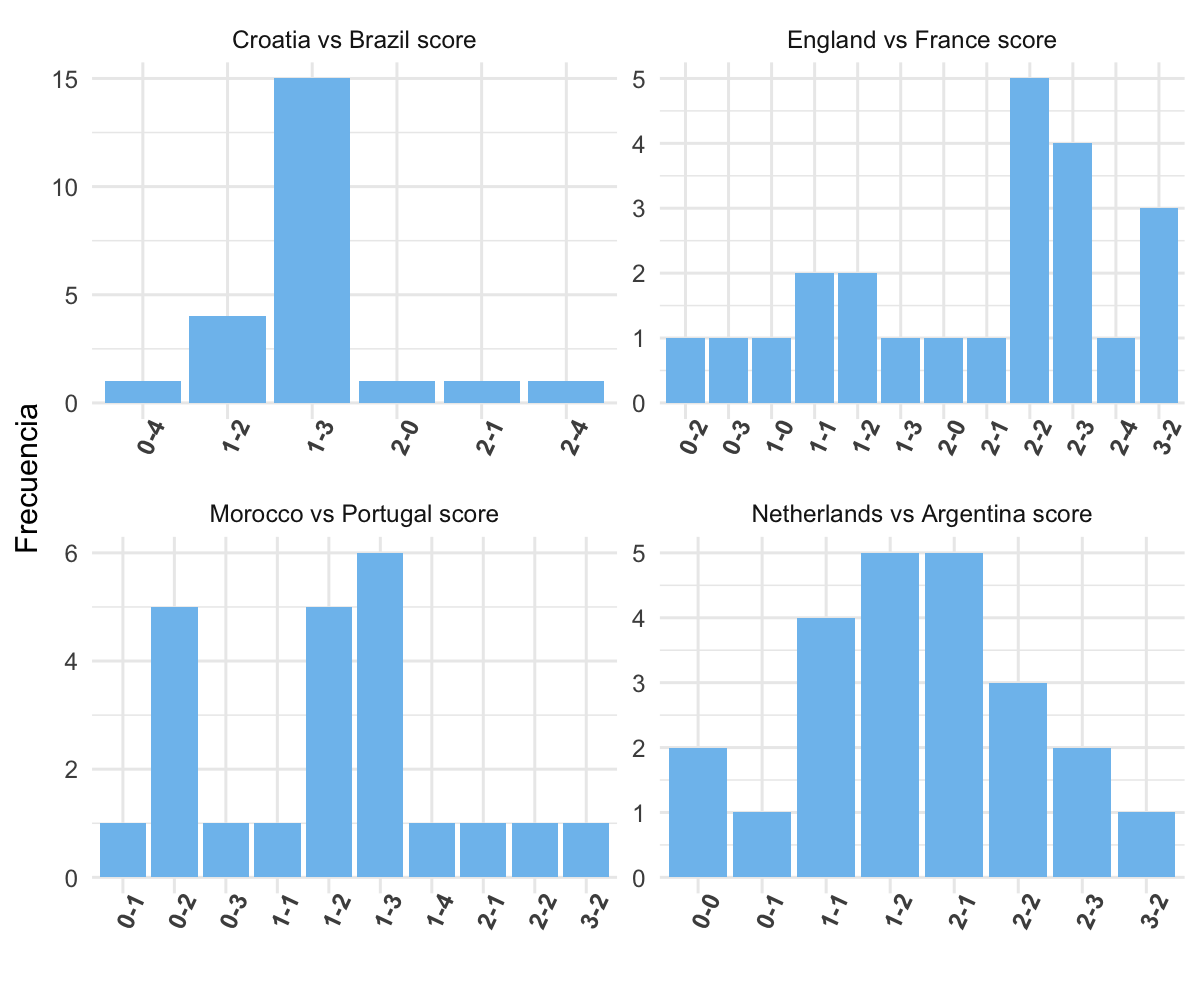 Croatia vs Brazil score
15
10
5
0
0-4 1-2 1-3 2-0 2-1 2-4
England vs France score
5
4
3
2
1
0
0-2 0-3 1-0 1-1 1-2 1-3 2-0 2-1 2-2 2-3 2-4 3-2
Frecuencia
Morocco vs Portugal score
6
4
2
0
0-1 0-2 0-3 1-1 1-2 1-3 1-4 2-1 2-2 3-2
Netherlands vs Argentina score
5
4
3
2
1
0
0-0 0-1 1-1 1-2 2-1 2-2 2-3 3-2